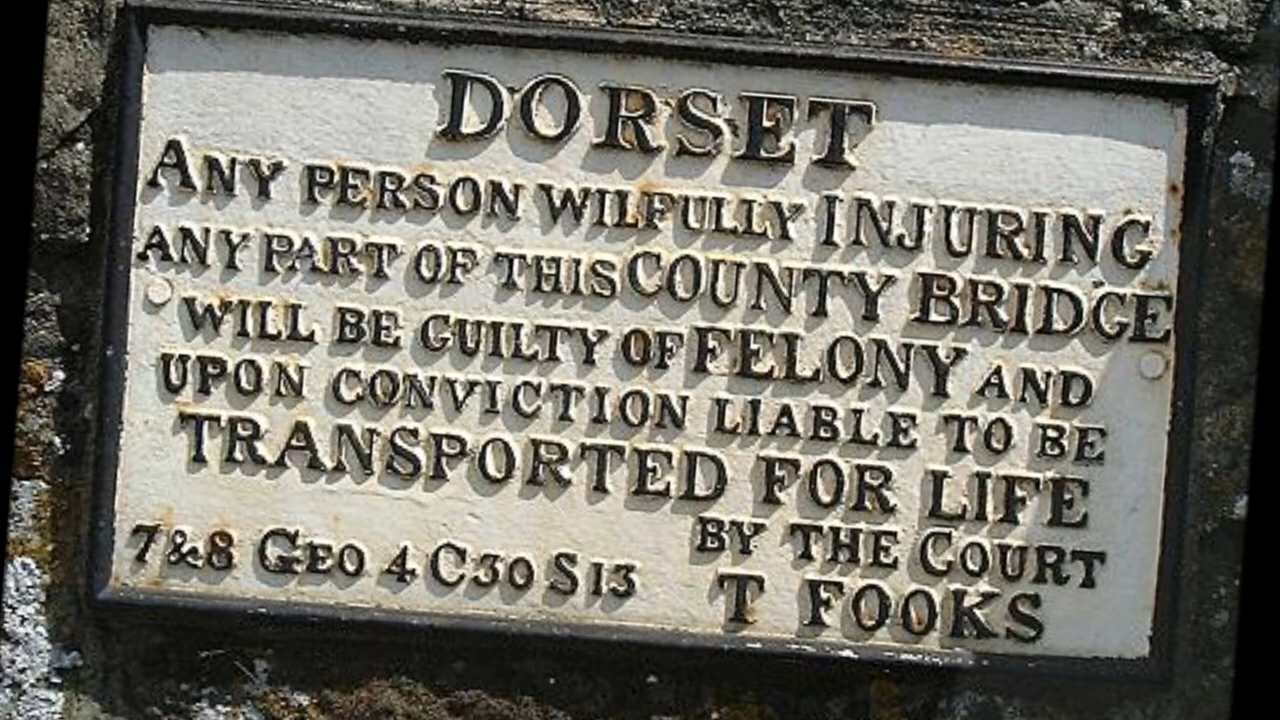 DORSET
ANY PERSON WILFULLY INJURING
ANY PART OF THIS COUNTY BRIDGE
WILL BE GUILTY OF FELONY AND
UPON CONVICTION LIABLE TO BE
TRANSPORTED FOR LIFE
BY THE COURT
7&8 GEO 4 C30 S13
T FOOKS